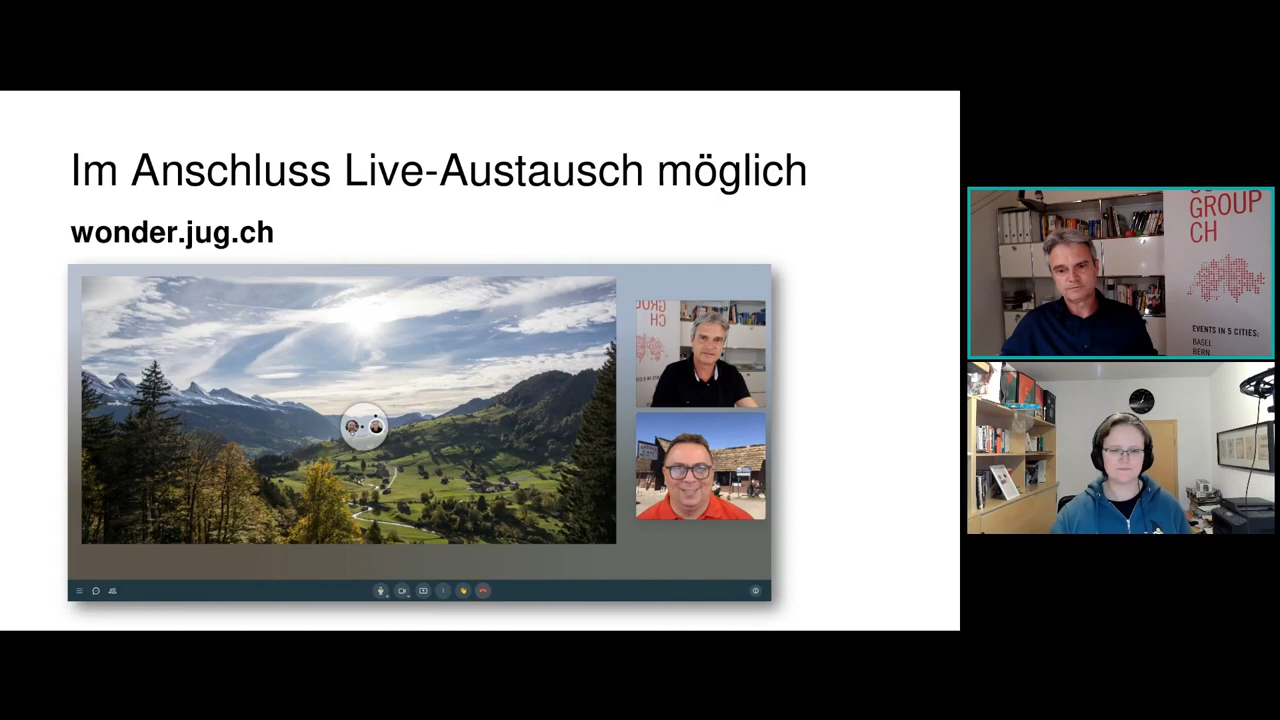 Im Anschluss Live-Austausch möglich
wonder.jug.ch
GROUP
CH
EVENTS IN 5 CITIES:
BASEL
BERN